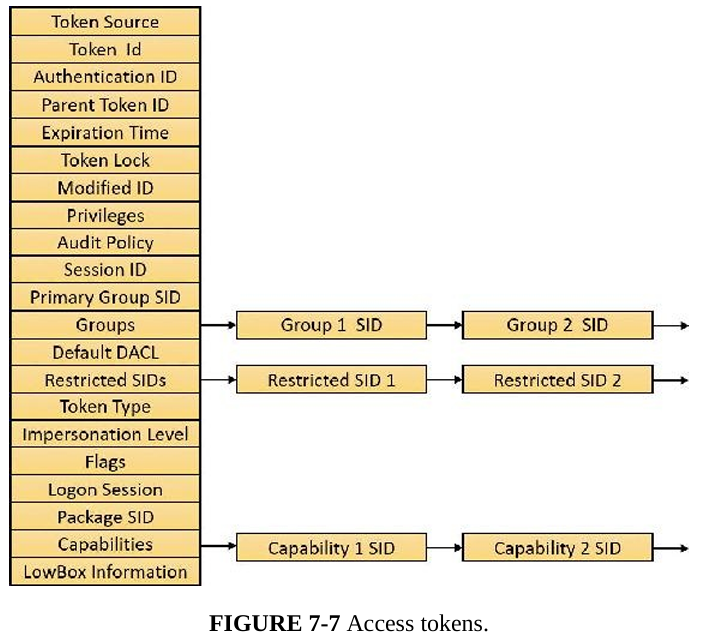 Token Source
Token Id
Authentication ID
Parent Token ID
Expiration Time
Token Lock
Modified ID
Privileges
Audit Policy
Session ID
Primary Group SID
Groups Group 1 SID Group 2 SID
Default DACL
Restricted SIDs Restricted SID 1 Restricted SID 2
Token Type
Impersonation Level
Flags
Logon Session
Package SID
Capabilities Capability 1 SID Capability 2 SID
LowBox Information
FIGURE 7-7 Access tokens.